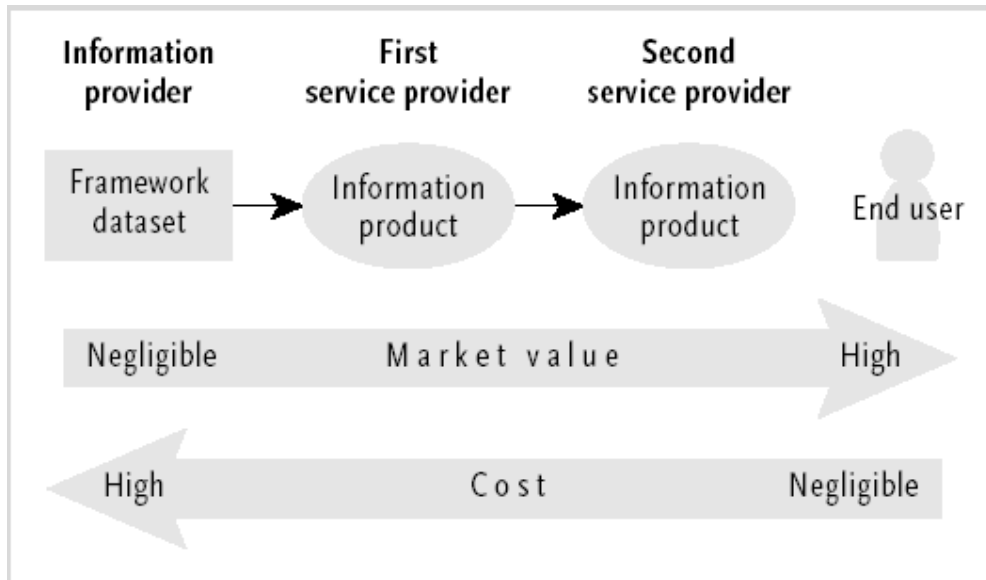 Information provider
First service provider
Second service provider
Framework dataset
Information product
Information product
End user
Negligible Market value High
High Cost Negligible